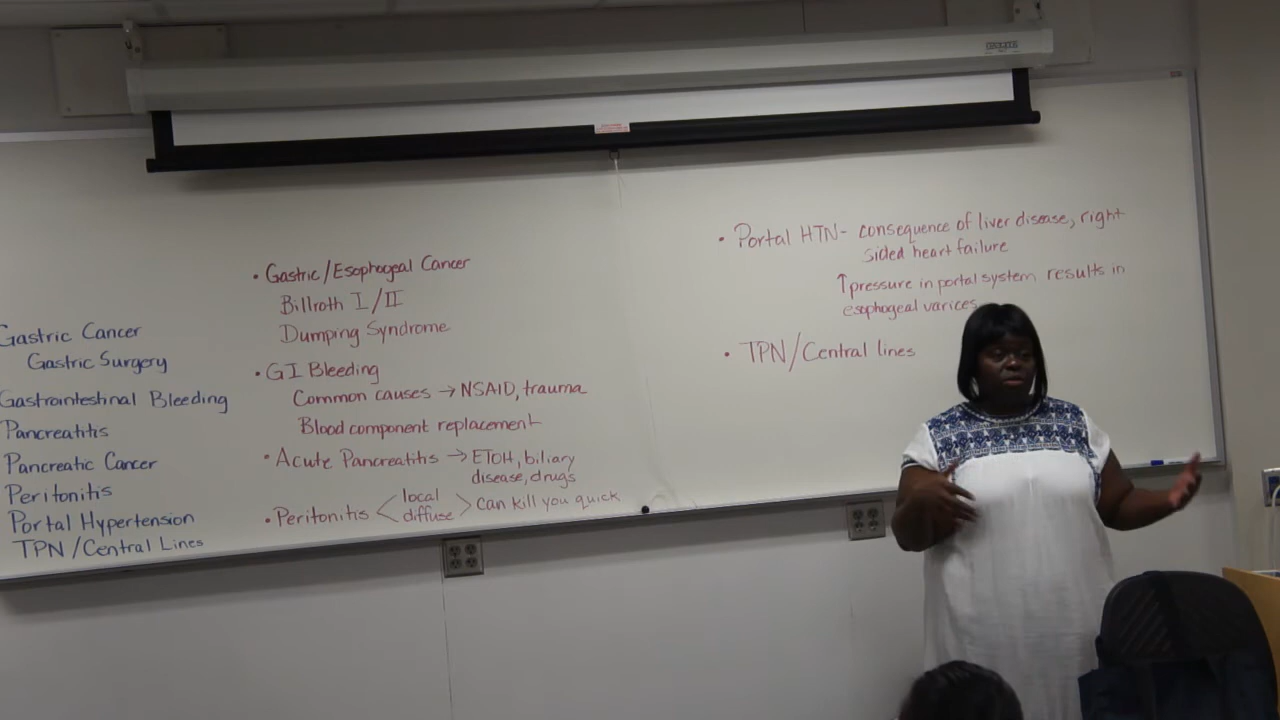 Gastric Cancer
Gastric Surgery
Gastrointestinal Bleeding
Pancreatitis
Pancreatic Cancer
Peritonitis
Portal Hypertension
TPN/Central Lines
• Gastric/Esophogeal Cancer
Billroth I/II
Dumping Syndrome
• GI Bleeding
Common causes → NSAID, trauma
Blood component replacement
• Acute Pancreatitis → ETOH, biliary
disease, drugs
• Peritonitis < local
diffuse > can kill you quick
• Portal HTN- consequence of liver disease, right
sided heart failure
↑pressure in portal system results in
esophogeal varices
• TPN/Central lines